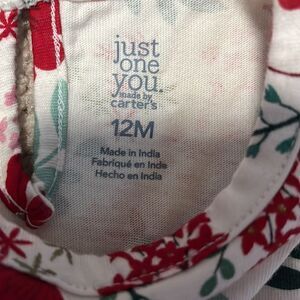 just
one
you.
made by
carter's
12M
Made in India
Fabriqué en Inde
Hecho en India